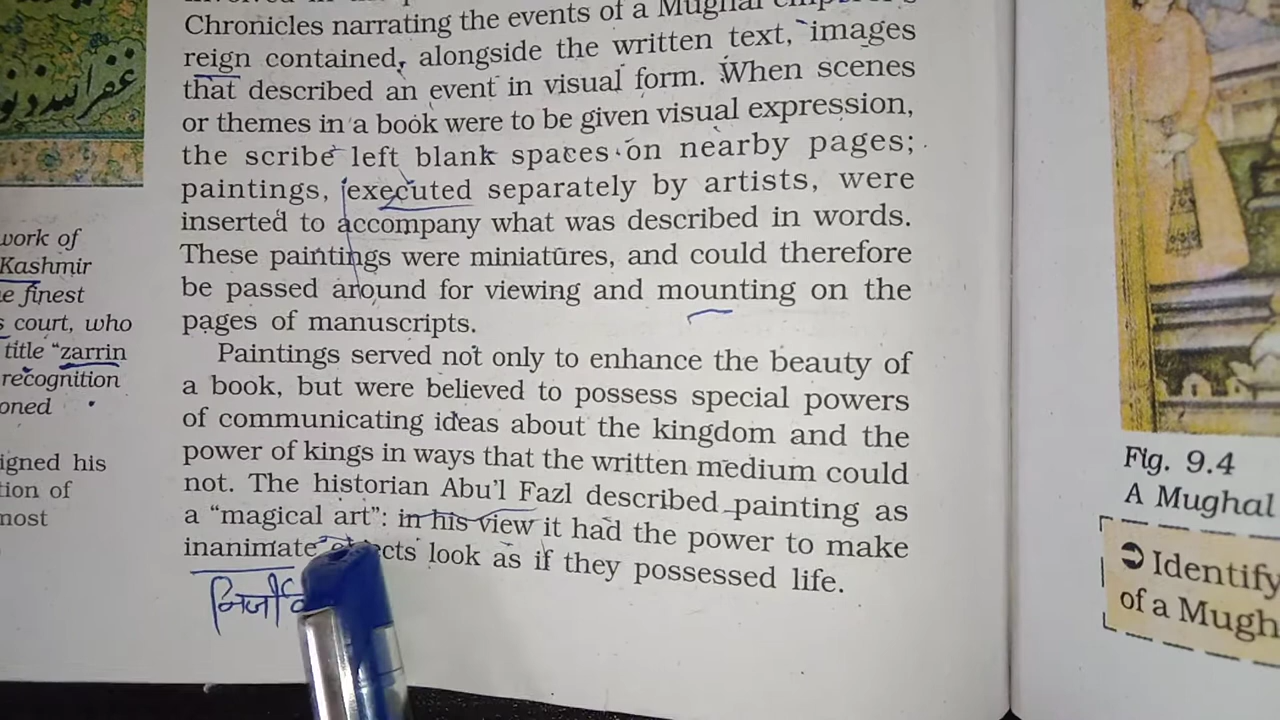 Chronicles narrating the events of a Mughal
reign contained, alongside the written text, images
that described an event in visual form. When scenes
or themes in a book were to be given visual expression,
the scribe left blank spaces on nearby pages;
paintings, executed separately by artists, were
inserted to accompany what was described in words.
These paintings were miniatures, and could therefore
be passed around for viewing and mounting on the
pages of manuscripts.
Paintings served not only to enhance the beauty of
a book, but were believed to possess special powers
of communicating ideas about the kingdom and the
power of kings in ways that the written medium could
not. The historian Abu'l Fazl described painting as
a “magical art”: in his view it had the power to make
inanimate objects look as if they possessed life.
work of
Kashmir
finest
court, who
title “zarrin
recognition
igned his
tion of
most
Fig. 9.4
A Mughal
➲ Identify
of a Mugh